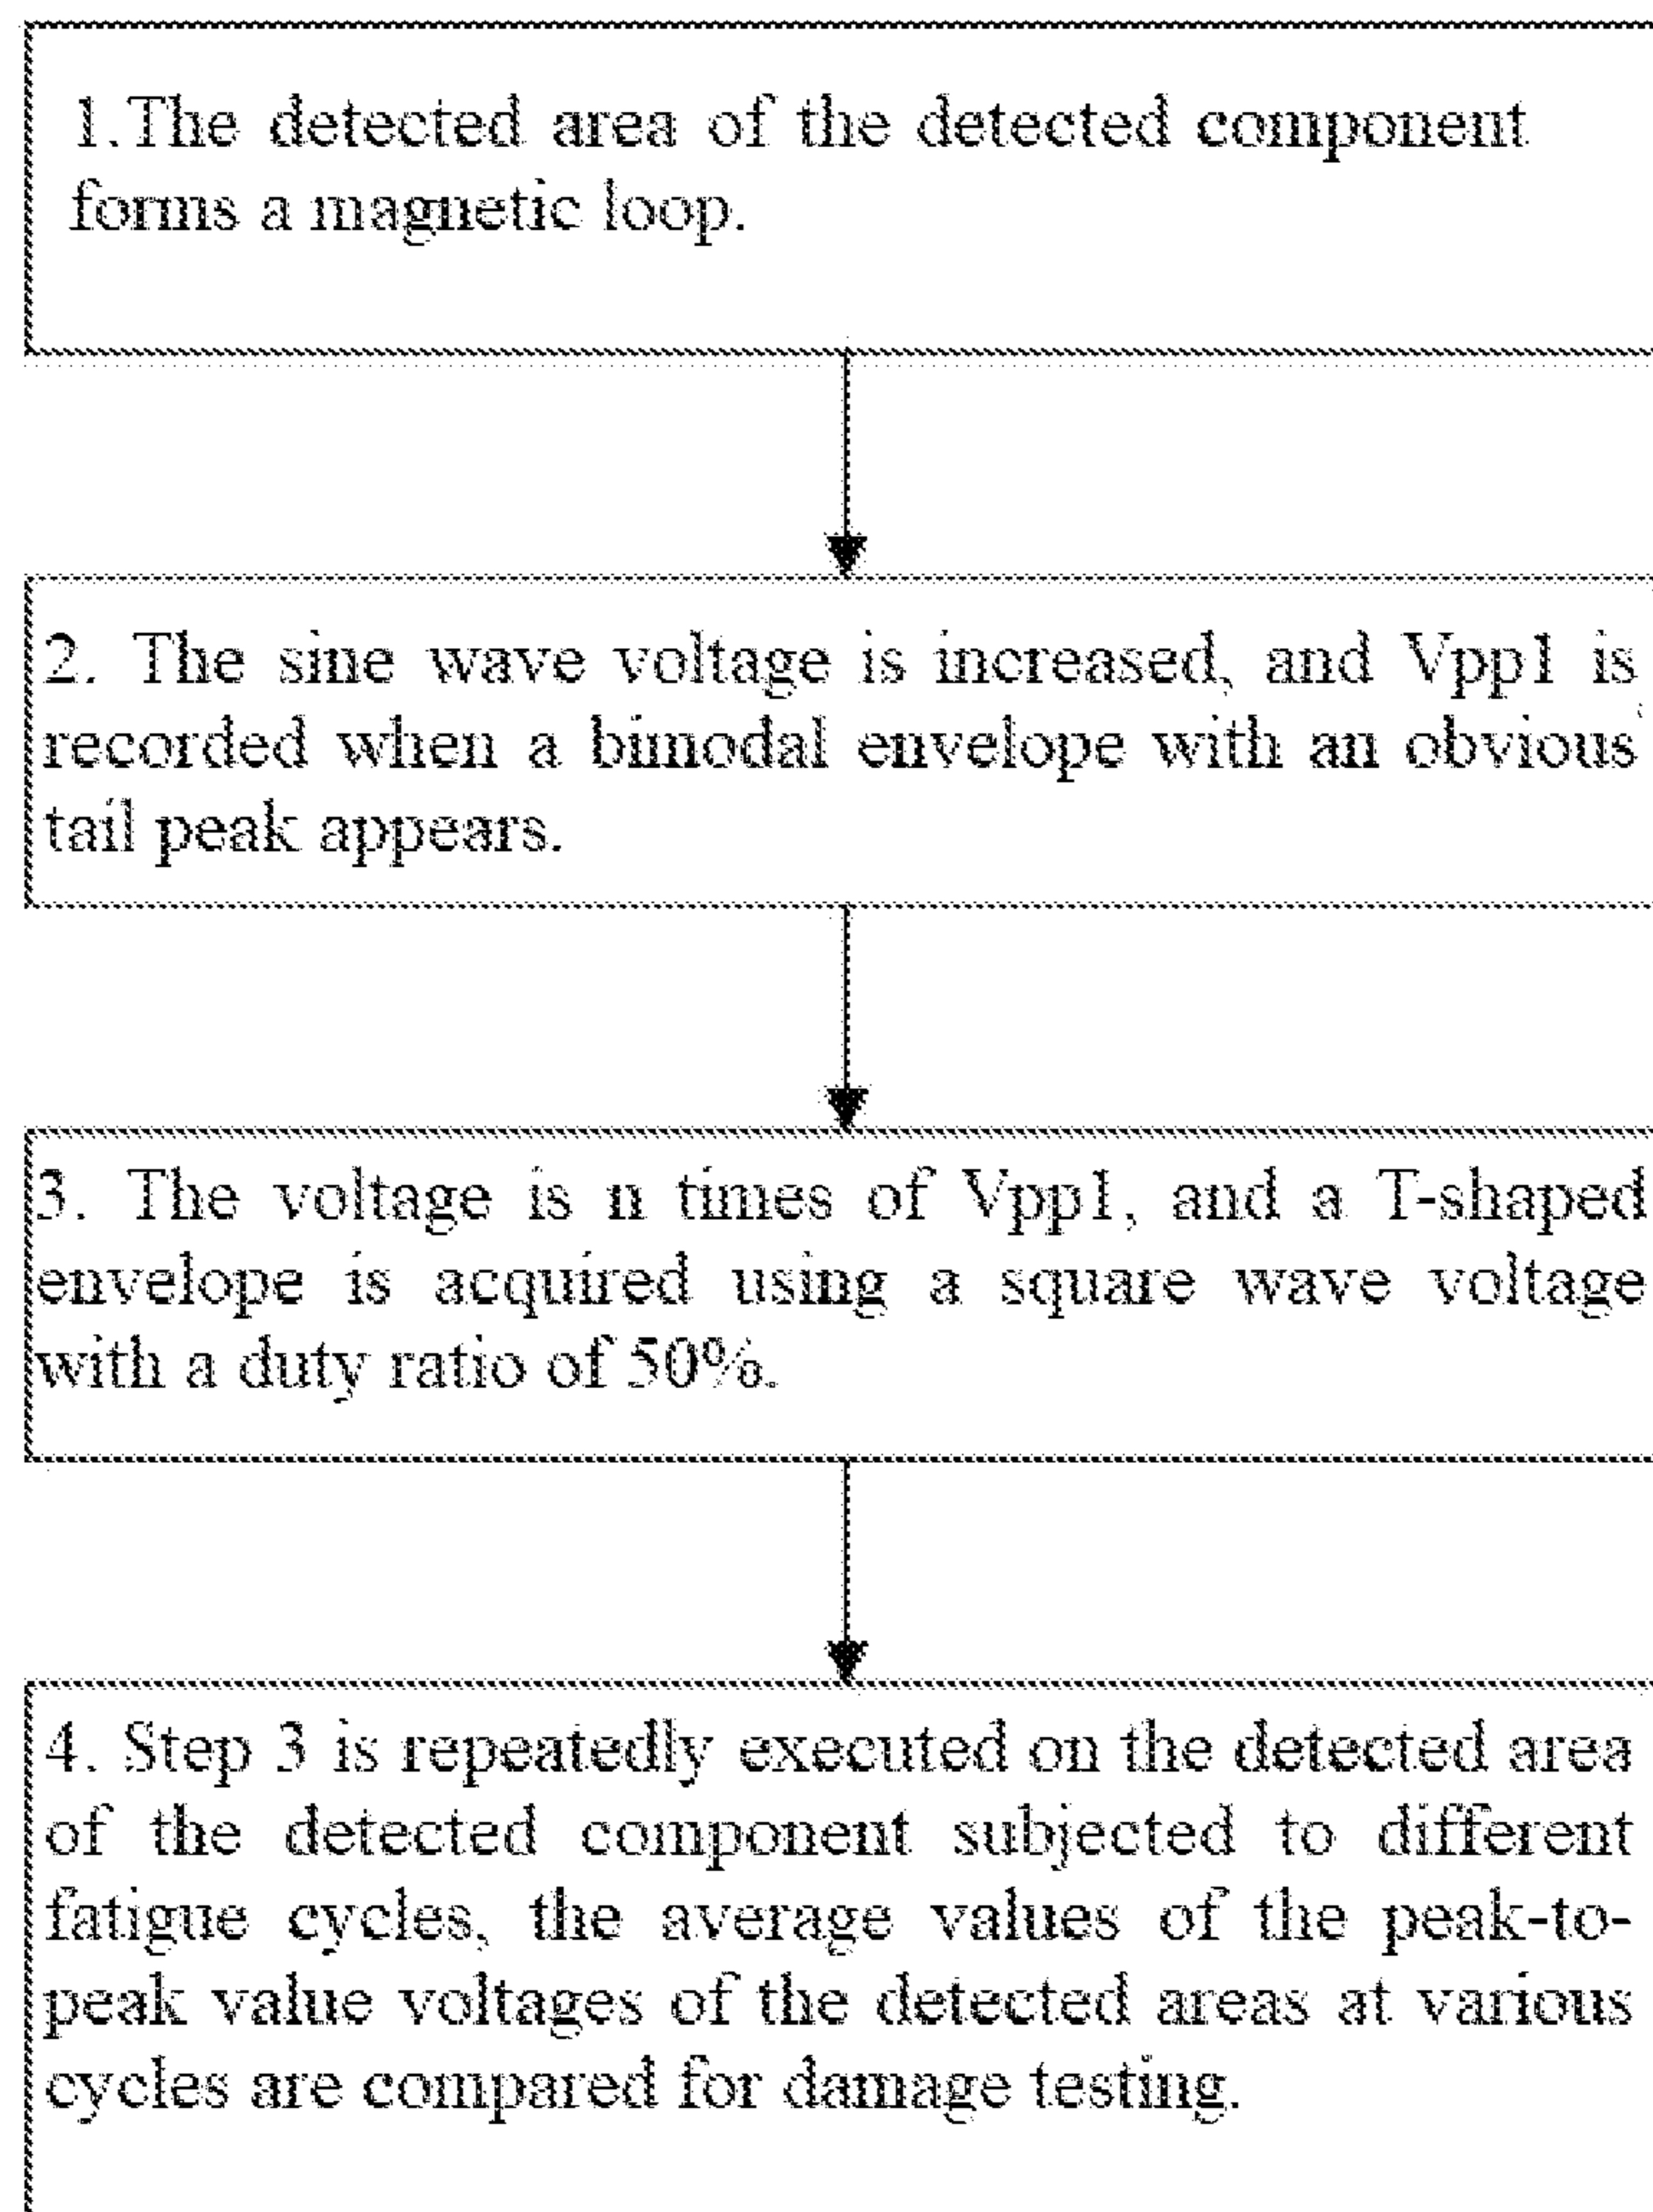 1.The detected area of the detected component
forms a magnetic loop.
2. The sine wave voltage is increased, and Vpp1 is
recorded when a bimodal envelope with an obvious
tail peak appears.
3. The voltage is n times of Vpp1, and a T-shaped
envelope is acquired using a square wave voltage
with a duty ratio of 50%.
4. Step 3 is repeatedly executed on the detected area
of the detected component subjected to different
fatigue cycles, the average values of the peak-to-
peak value voltages of the detected areas at various
cycles are compared for damage testing.